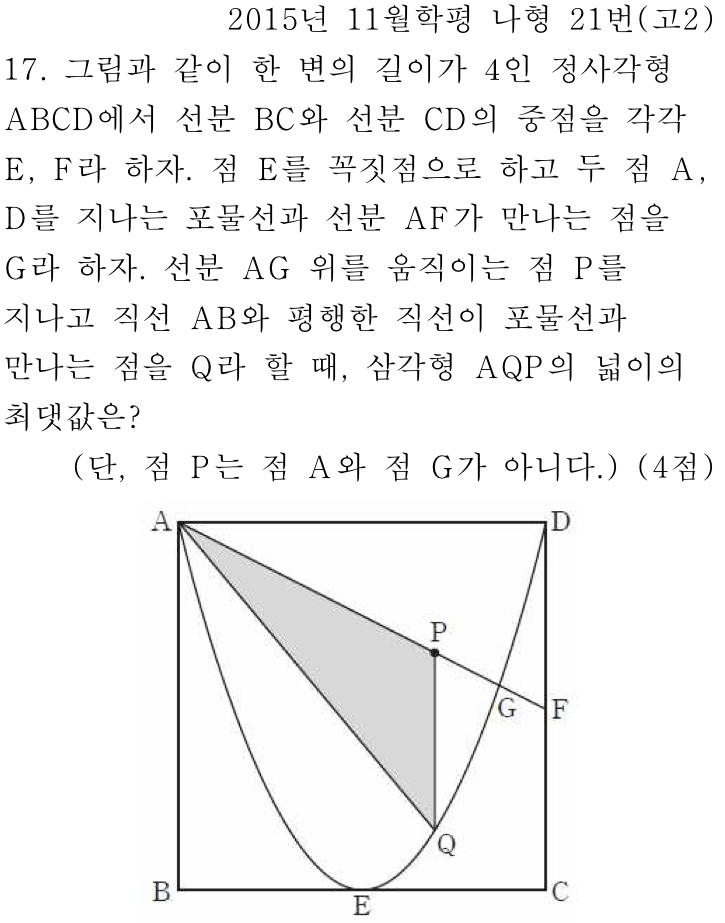 2015년 11월학평 나형 21번(고2)
17. 그림과 같이 한 변의 길이가 4인 정사각형
ABCD에서 선분 BC와 선분 CD의 중점을 각각
E, F라 하자. 점 E를 꼭짓점으로 하고 두 점 A,
D를 지나는 포물선과 선분 AF가 만나는 점을
G라 하자. 선분 AG 위를 움직이는 점 P를
지나고 직선 AB와 평행한 직선이 포물선과
만나는 점을 Q라 할 때, 삼각형 AQP의 넓이의
최댓값은?
(단, 점 P는 점 A와 점 G가 아니다.) (4점)
A
D
P
G
F
Q
B
E
C